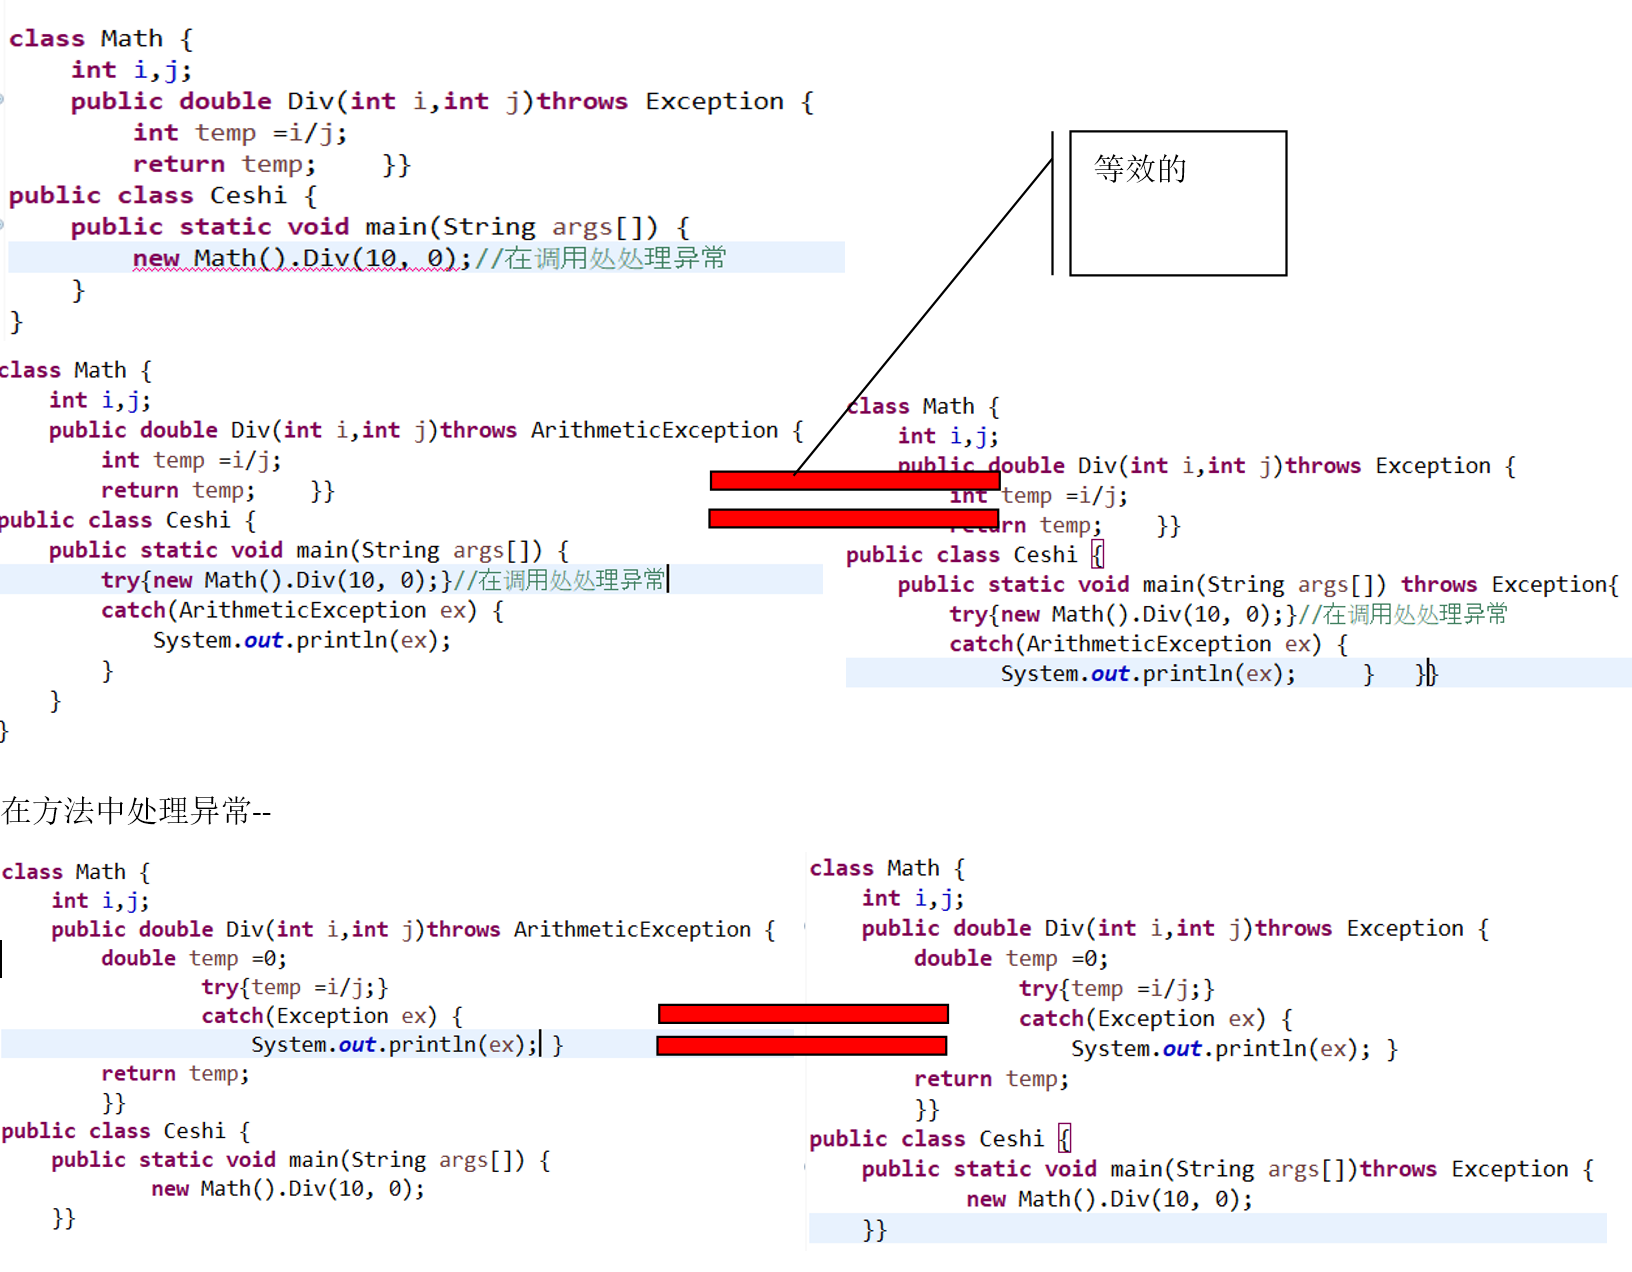 class Math {
    int i,j;
    public double Div(int i,int j)throws Exception {
        int temp =i/j;
        return temp;    }}
public class Ceshi {
    public static void main(String args[]) {
        new Math().Div(10, 0);//在调用处处理异常
    }
}
等效的
class Math {
    int i,j;
    public double Div(int i,int j)throws ArithmeticException {
        int temp =i/j;
        return temp;    }}
public class Ceshi {
    public static void main(String args[]) {
        try{new Math().Div(10, 0);}//在调用处处理异常
        catch(ArithmeticException ex) {
            System.out.println(ex);
        }
    }
}
class Math {
    int i,j;
    public double Div(int i,int j)throws Exception {
        int temp =i/j;
        return temp;    }}
public class Ceshi {
    public static void main(String args[]) throws Exception{
        try{new Math().Div(10, 0);}//在调用处处理异常
        catch(ArithmeticException ex) {
            System.out.println(ex);     }   }}
在方法中处理异常--
class Math {
    int i,j;
    public double Div(int i,int j)throws ArithmeticException {
        double temp =0;
                try{temp =i/j;}
                catch(Exception ex) {
                    System.out.println(ex); }
        return temp;
        }}
public class Ceshi {
    public static void main(String args[]) {
            new Math().Div(10, 0);
    }}
class Math {
    int i,j;
    public double Div(int i,int j)throws Exception {
        double temp =0;
                try{temp =i/j;}
                catch(Exception ex) {
                    System.out.println(ex); }
        return temp;
        }}
public class Ceshi {
    public static void main(String args[])throws Exception {
            new Math().Div(10, 0);
    }}